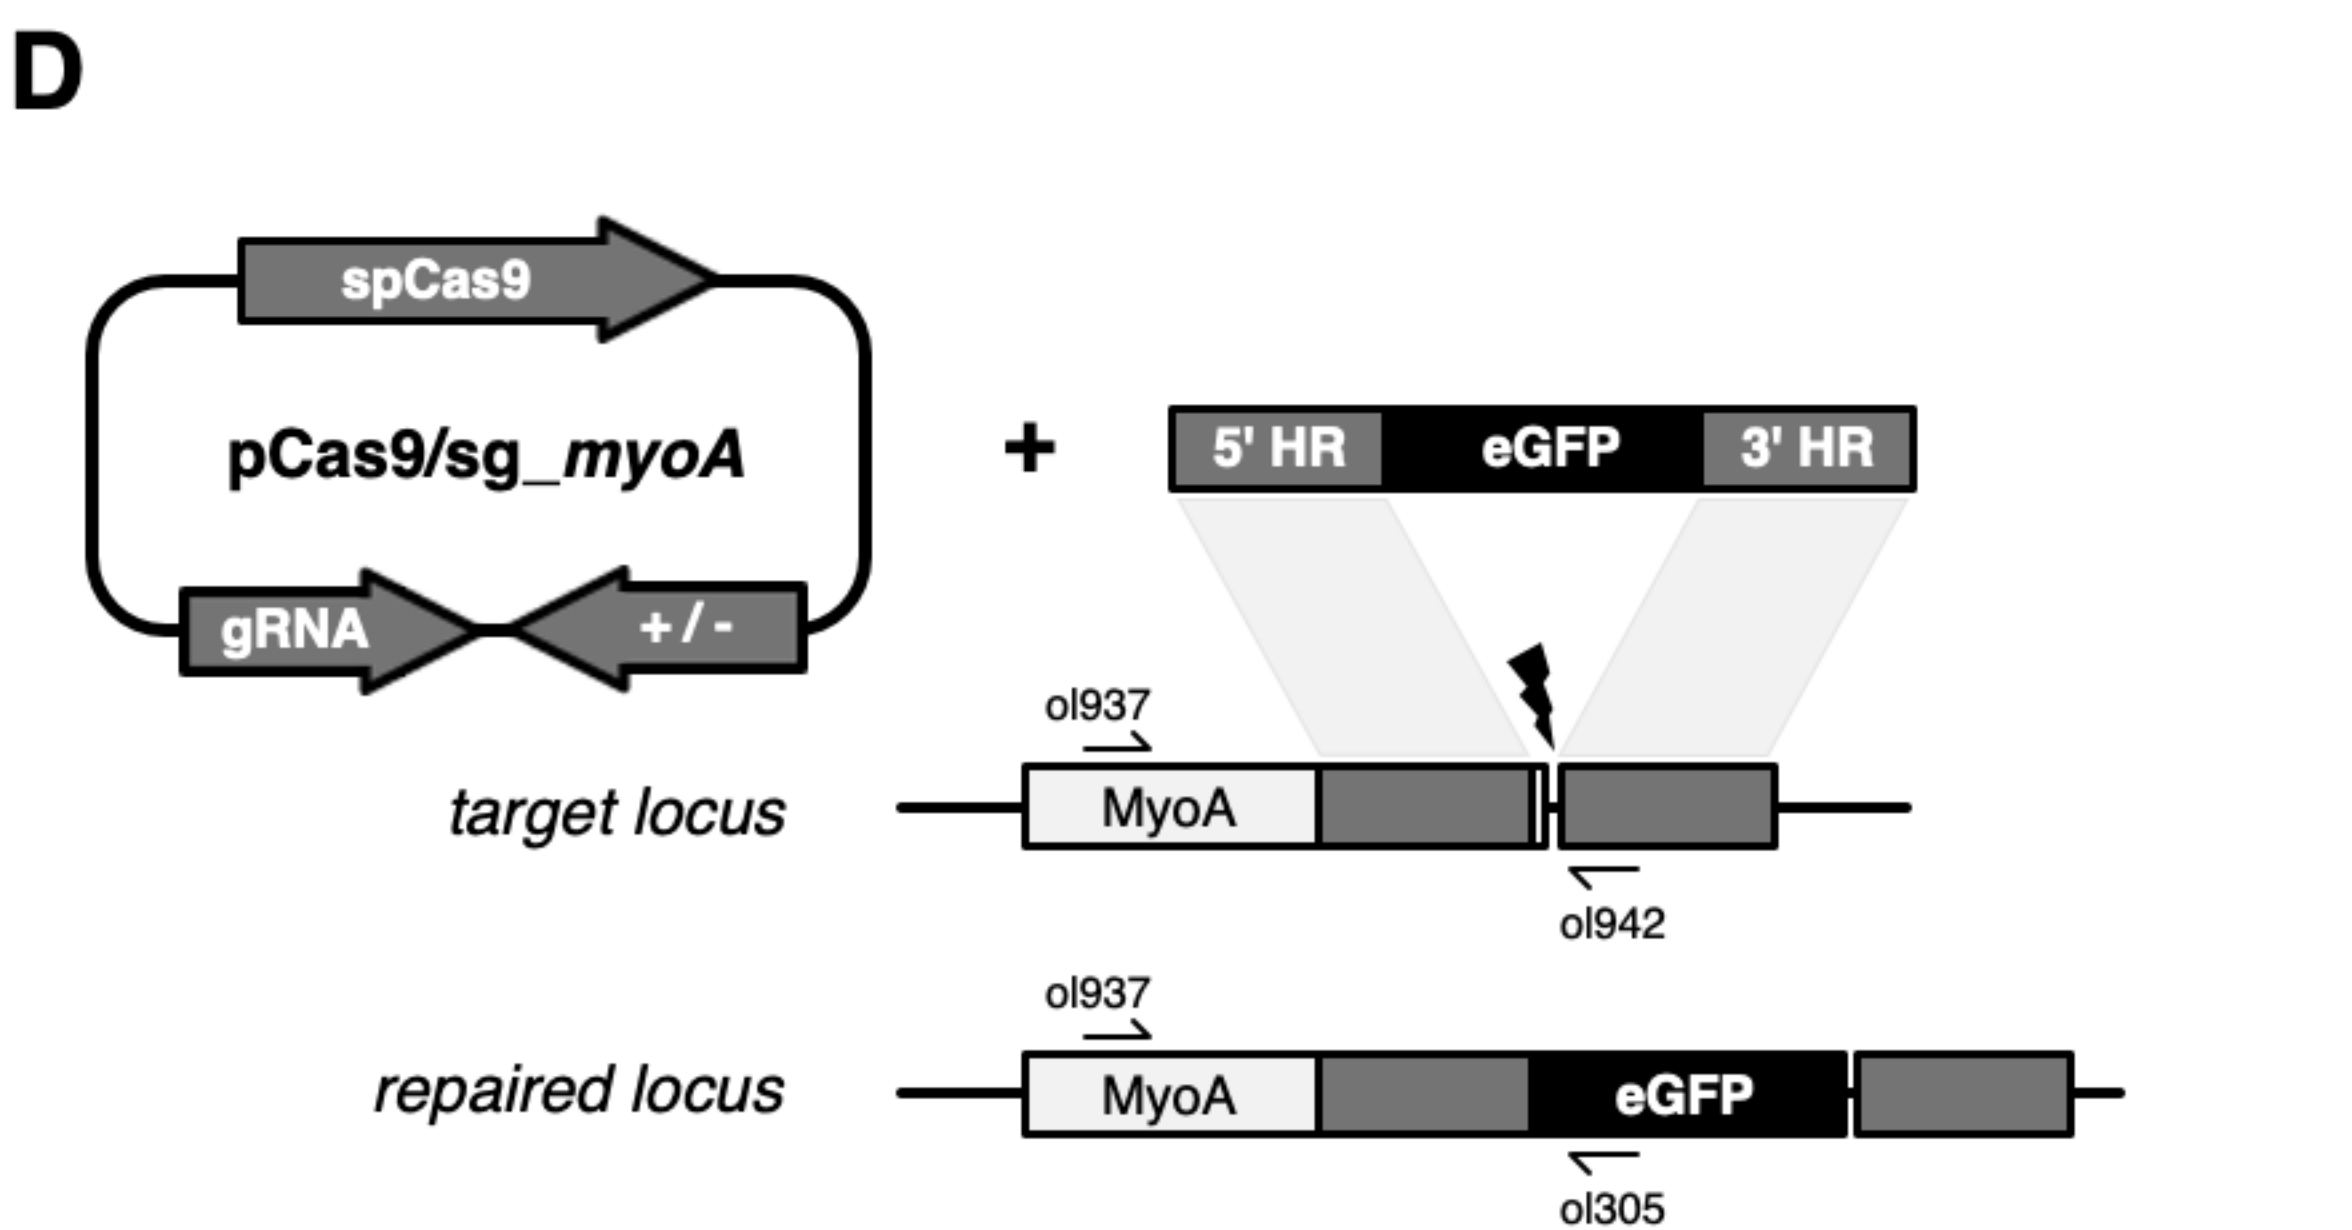 D
spCas9
pCas9/sg_myoA
gRNA
+ / -
+
5' HR eGFP 3' HR
ol937
target locus
MyoA
ol942
ol937
repaired locus
MyoA eGFP
ol305